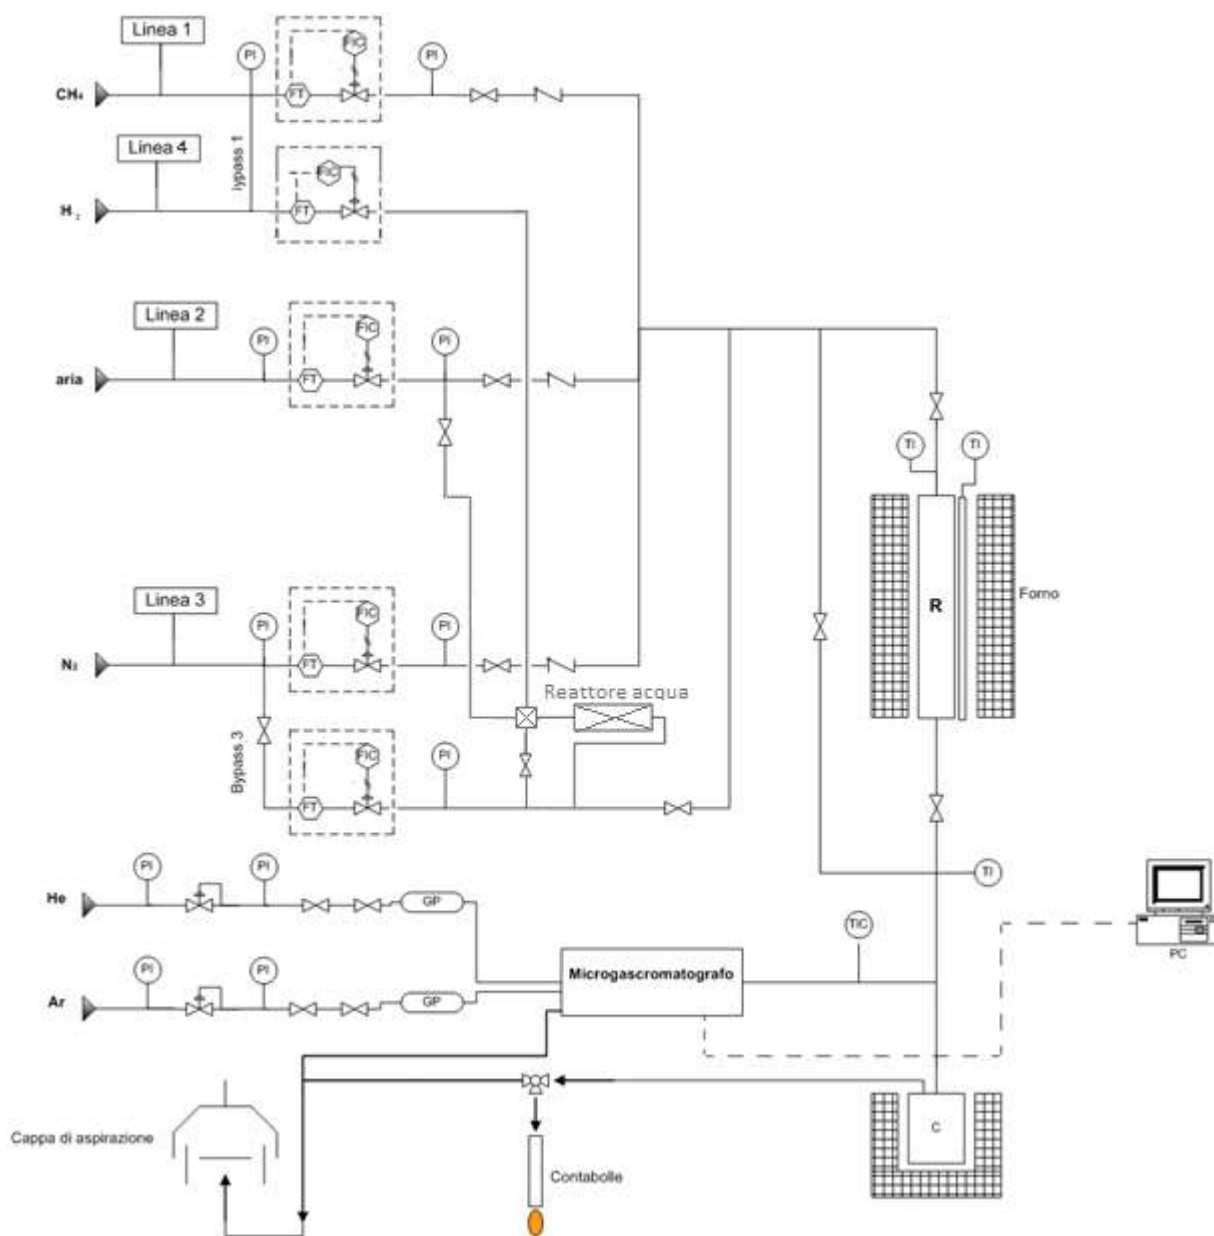 Linea 1
PI
FIC
PI
CH₄
FT
Linea 4
iypass 1
FIC
H ₂
FT
Linea 2
PI
FIC
PI
aria
FT
TI
TI
Linea 3
PI
FIC
PI
R
Forno
N₂
FT
Reattore acqua
Bypass 3
FIC
PI
FT
He
PI
PI
GP
TI
TiC
PC
Ar
PI
PI
GP
Microgascromatografo
Cappa di aspirazione
C
Contabolle